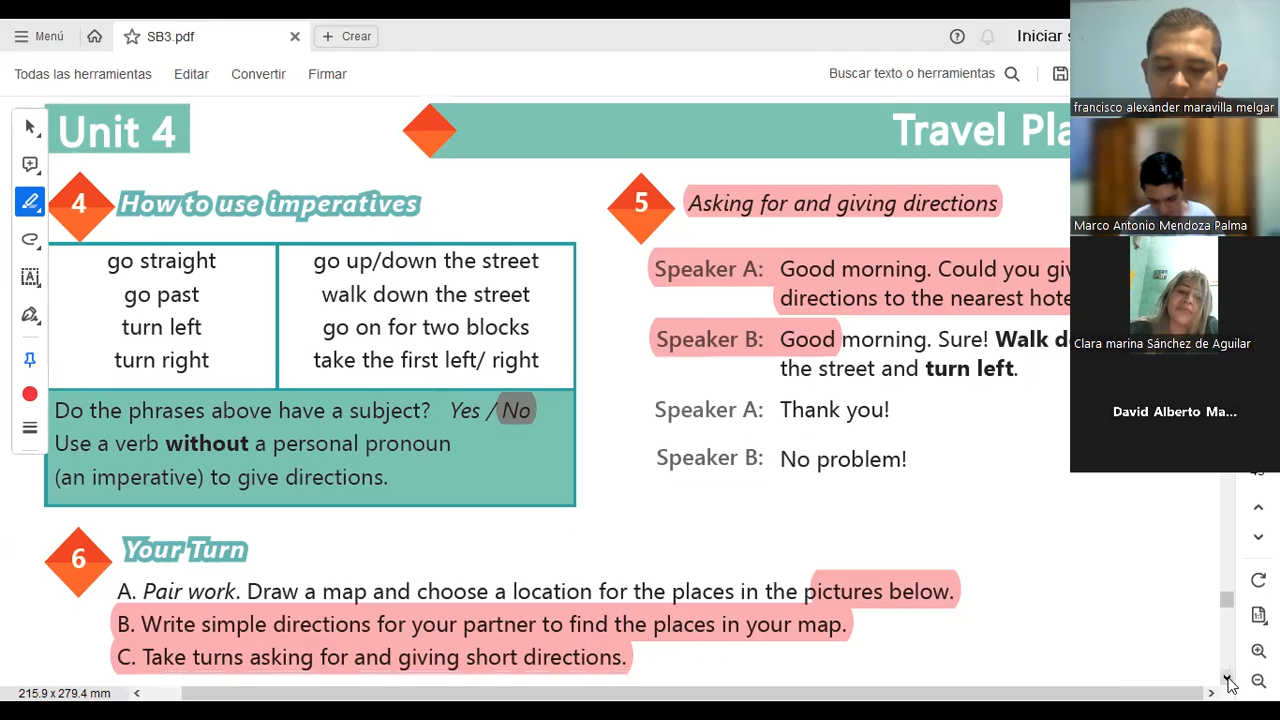 Menú
SB3.pdf
Crear
Iniciar s
Todas las herramientas
Editar
Convertir
Firmar
Buscar texto o herramientas
Unit 4
Travel Pla
4
How to use imperatives
go straight
go past
turn left
turn right
go up/down the street
walk down the street
go on for two blocks
take the first left/ right
Do the phrases above have a subject? Yes / No
Use a verb without a personal pronoun
(an imperative) to give directions.
5
Asking for and giving directions
Speaker A: Good morning. Could you gi
directions to the nearest hote
Speaker B: Good morning. Sure! Walk d
the street and turn left.
Speaker A: Thank you!
Speaker B: No problem!
6
Your Turn
A. Pair work. Draw a map and choose a location for the places in the pictures below.
B. Write simple directions for your partner to find the places in your map.
C. Take turns asking for and giving short directions.
215.9 x 279.4 mm
francisco alexander maravilla melgar
Marco Antonio Mendoza Palma
Clara marina Sánchez de Aguilar
David Alberto Ma...